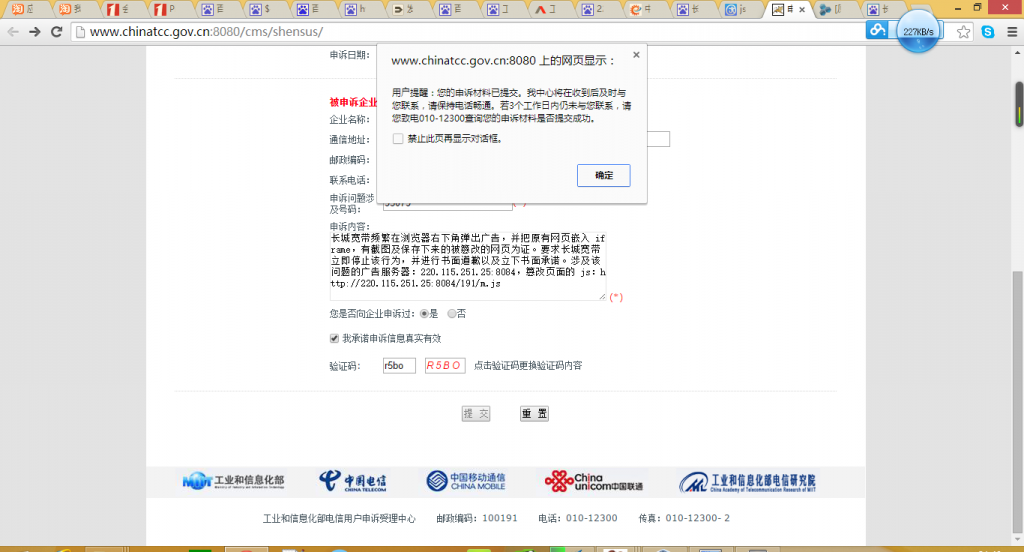 www.chinatcc.gov.cn:8080/cms/shensus/
227KB/s
申诉日期:
www.chinatcc.gov.cn:8080 上的网页显示：
用户提醒：您的申诉材料已提交。我中心将在收到后及时与
您联系，请保持电话畅通。若3个工作日内仍未与您联系，请
您致电010-12300查询您的申诉材料是否提交成功。
禁止此页再显示对话框。
确定
被申诉企业
企业名称:
通信地址:
邮政编码:
联系电话:
申诉问题涉
及号码:
申诉内容:
长城宽带频繁在浏览器右下角弹出广告，并把原有网页嵌入 if
rame，有截图及保存下来的被篡改的网页为证。要求长城宽带
立即停止该行为，并进行书面道歉以及立下书面承诺。涉及该
问题的广告服务器：220.115.251.25:8084，篡改页面的 js：h
ttp://220.115.251.25:8084/191/m.js
(*)
您是否向企业申诉过: 是 否
我承诺申诉信息真实有效
验证码: r5bo R5BO 点击验证码更换验证码内容
提 交 重 置
工业和信息化部 中国电信 CHINA TELECOM 中国移动通信 CHINA MOBILE China unicom中国联通 工业和信息化部电信研究院 China Academy of Telecommunication Research of MIIT
工业和信息化部电信用户申诉受理中心 邮政编码：100191 电话：010-12300 传真：010-12300- 2